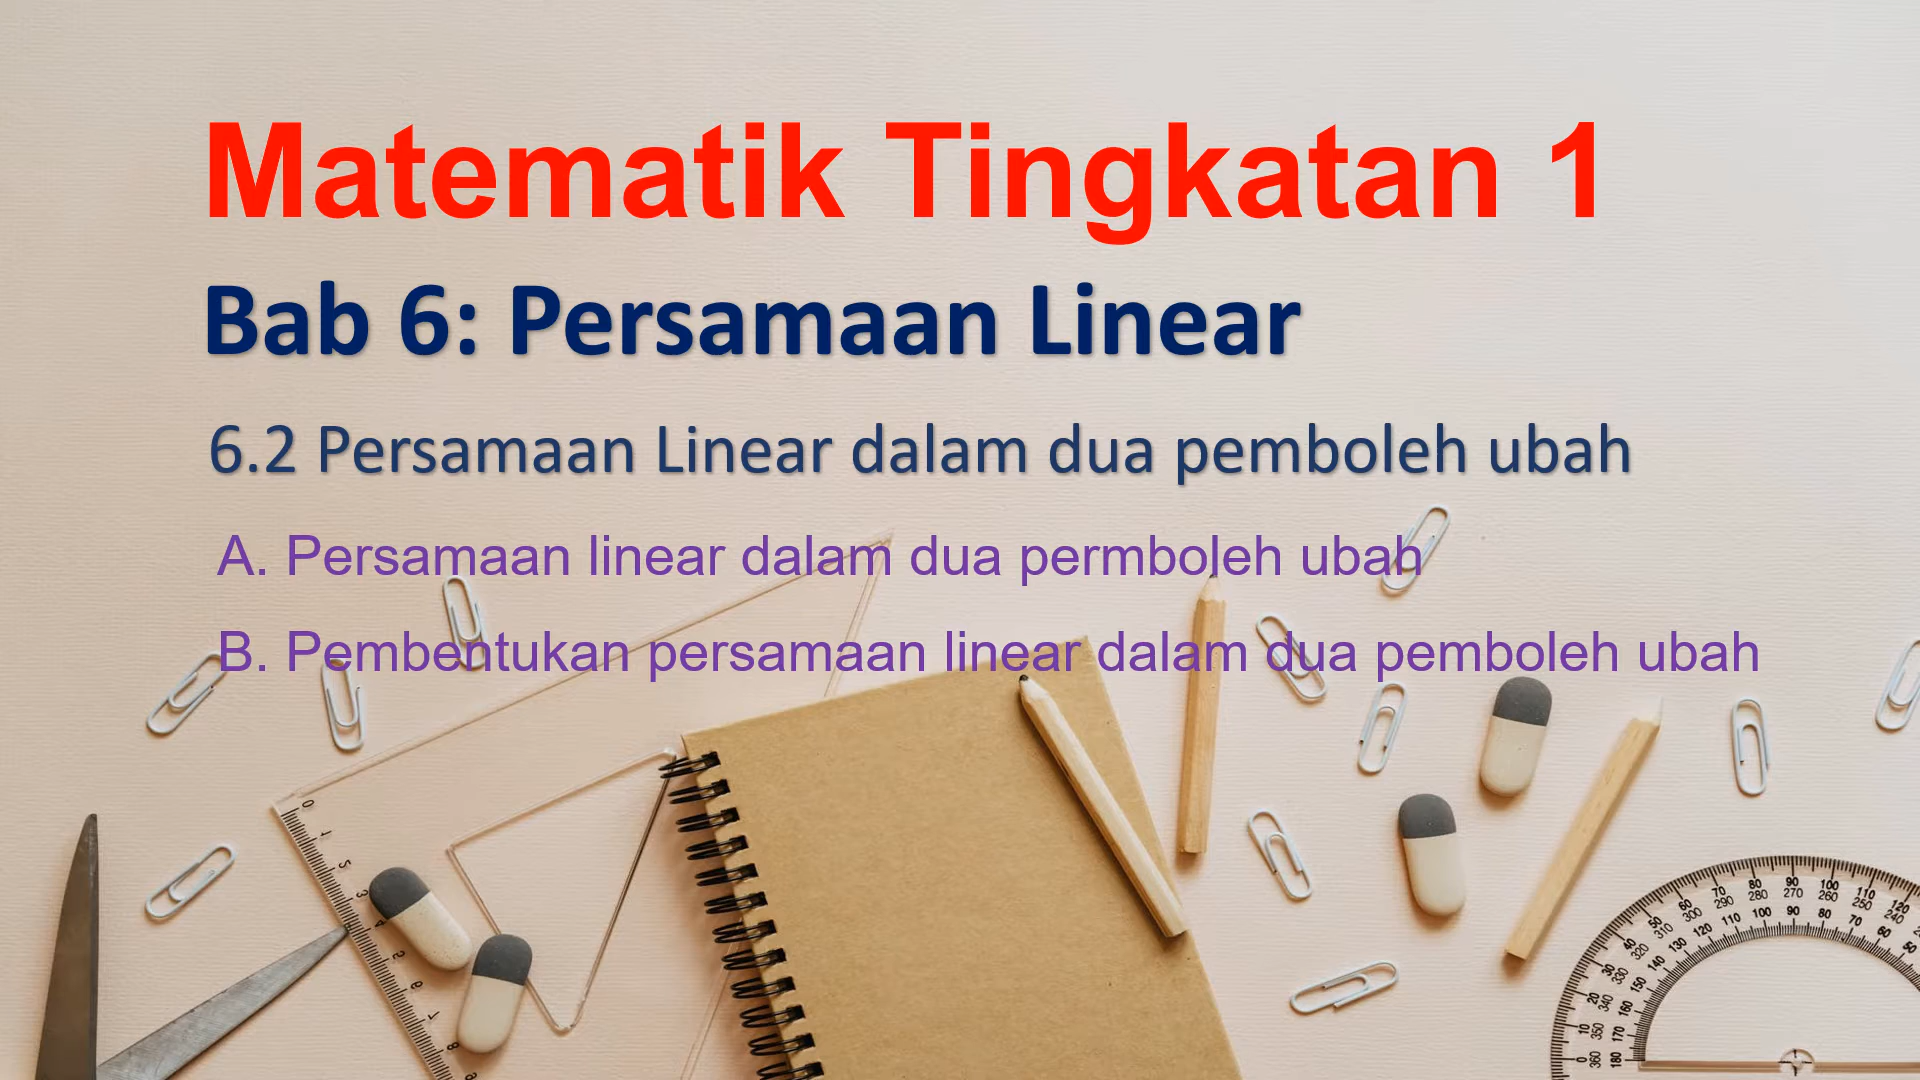 Matematik Tingkatan 1
Bab 6: Persamaan Linear
6.2 Persamaan Linear dalam dua pemboleh ubah
A. Persamaan linear dalam dua permboleh ubah
B. Pembentukan persamaan linear dalam dua pemboleh ubah